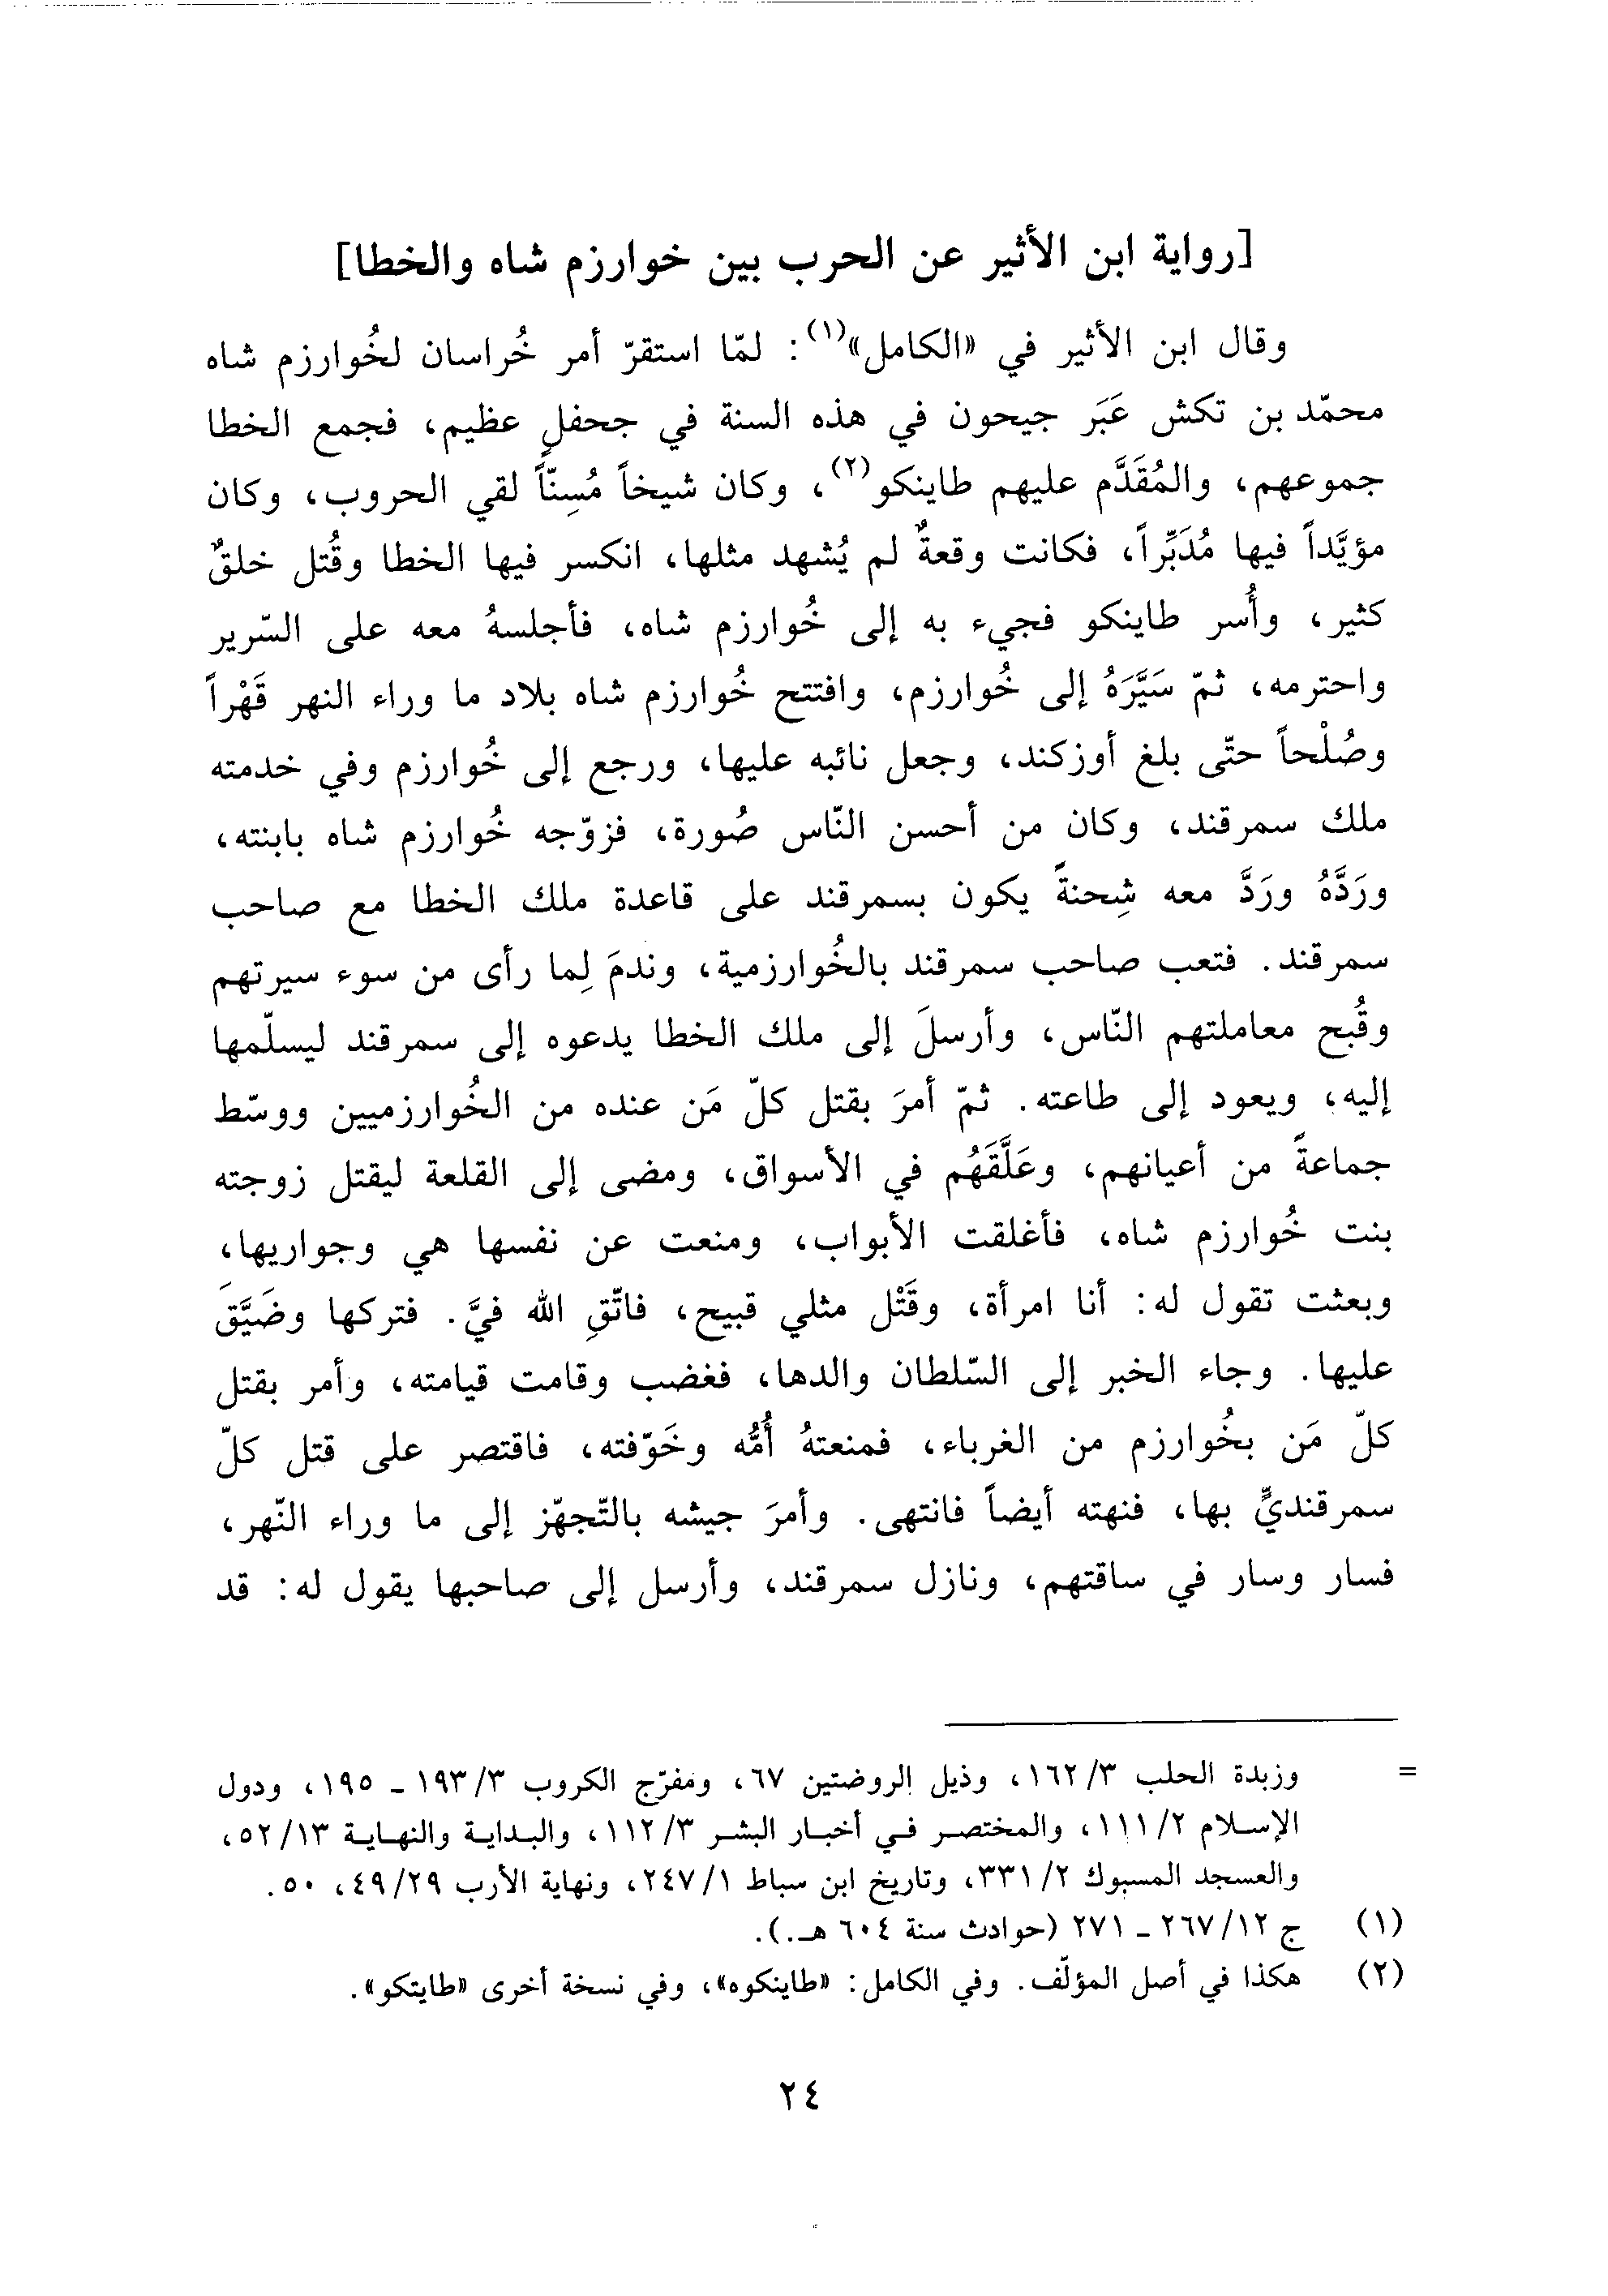 [رواية ابن الأثير عن الحرب بين خوارزم شاه والخطا]
وقال ابن الأثير في «الكامل»(١): لمّا استقرّ أمر خُراسان لخُوارزم شاه
محمّد بن تكش عَبَر جيحون في هذه السنة في جحفلٍ عظيم، فجمع الخطا
جموعهم، والمُقَدَّم عليهم طاينكو(٢)، وكان شيخاً مُسِنّاً لقي الحروب، وكان
مؤيَّداً فيها مُدَبِّراً، فكانت وقعةٌ لم يُشهد مثلها، انكسر فيها الخطا وقُتل خلقٌ
كثير، وأُسر طاينكو فجيء به إلى خُوارزم شاه، فأجلسهُ معه على السّرير
واحترمه، ثمّ سَيَّرَهُ إلى خُوارزم، وافتتح خُوارزم شاه بلاد ما وراء النهر قَهْراً
وصُلْحاً حتّى بلغ أوزكند، وجعل نائبه عليها، ورجع إلى خُوارزم وفي خدمته
ملك سمرقند، وكان من أحسن النّاس صُورة، فزوّجه خُوارزم شاه بابنته،
ورَدَّهُ ورَدَّ معه شِحنةً يكون بسمرقند على قاعدة ملك الخطا مع صاحب
سمرقند. فتعب صاحب سمرقند بالخُوارزمية، وندمَ لِما رأى من سوء سيرتهم
وقُبح معاملتهم النّاس، وأرسلَ إلى ملك الخطا يدعوه إلى سمرقند ليسلّمها
إليه، ويعود إلى طاعته. ثمّ أمرَ بقتل كلّ مَن عنده من الخُوارزميين ووسّط
جماعةً من أعيانهم، وعَلَّقَهُم في الأسواق، ومضى إلى القلعة ليقتل زوجته
بنت خُوارزم شاه، فأغلقت الأبواب، ومنعت عن نفسها هي وجواريها،
وبعثت تقول له: أنا امرأة، وقَتْل مثلي قبيح، فاتّقِ الله فيَّ. فتركها وضَيَّقَ
عليها. وجاء الخبر إلى السّلطان والدها، فغضب وقامت قيامته، وأمر بقتل
كلّ مَن بخُوارزم من الغرباء، فمنعتهُ أُمُّه وخَوّفته، فاقتصر على قتل كلّ
سمرقنديٍّ بها، فنهته أيضاً فانتهى. وأمرَ جيشه بالتّجهّز إلى ما وراء النّهر،
فسار وسار في ساقتهم، ونازل سمرقند، وأرسل إلى صاحبها يقول له: قد
= وزبدة الحلب ٣/ ١٦٢، وذيل الروضتين ٦٧، ومفرّج الكروب ٣/ ١٩٣ ـ ١٩٥، ودول
الإسلام ٢/ ١١١، والمختصر في أخبار البشر ٣/ ١١٢، والبداية والنهاية ١٣/ ٥٢،
والعسجد المسبوك ٢/ ٣٣١، وتاريخ ابن سباط ١/ ٢٤٧، ونهاية الأرب ٢٩/ ٤٩، ٥٠.
(١) ج ١٢/ ٢٦٧ ـ ٢٧١ (حوادث سنة ٦٠٤ هـ.).
(٢) هكذا في أصل المؤلّف. وفي الكامل: «طاينكوه»، وفي نسخة أخرى «طايتكو».
٢٤